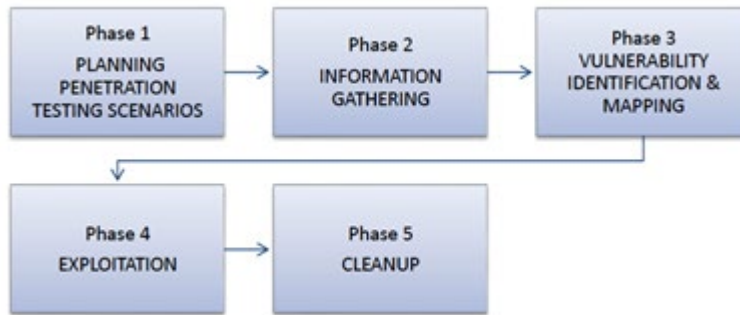 Phase 1
PLANNING
PENETRATION
TESTING SCENARIOS
Phase 2
INFORMATION
GATHERING
Phase 3
VULNERABILITY
IDENTIFICATION &
MAPPING
Phase 4
EXPLOITATION
Phase 5
CLEANUP